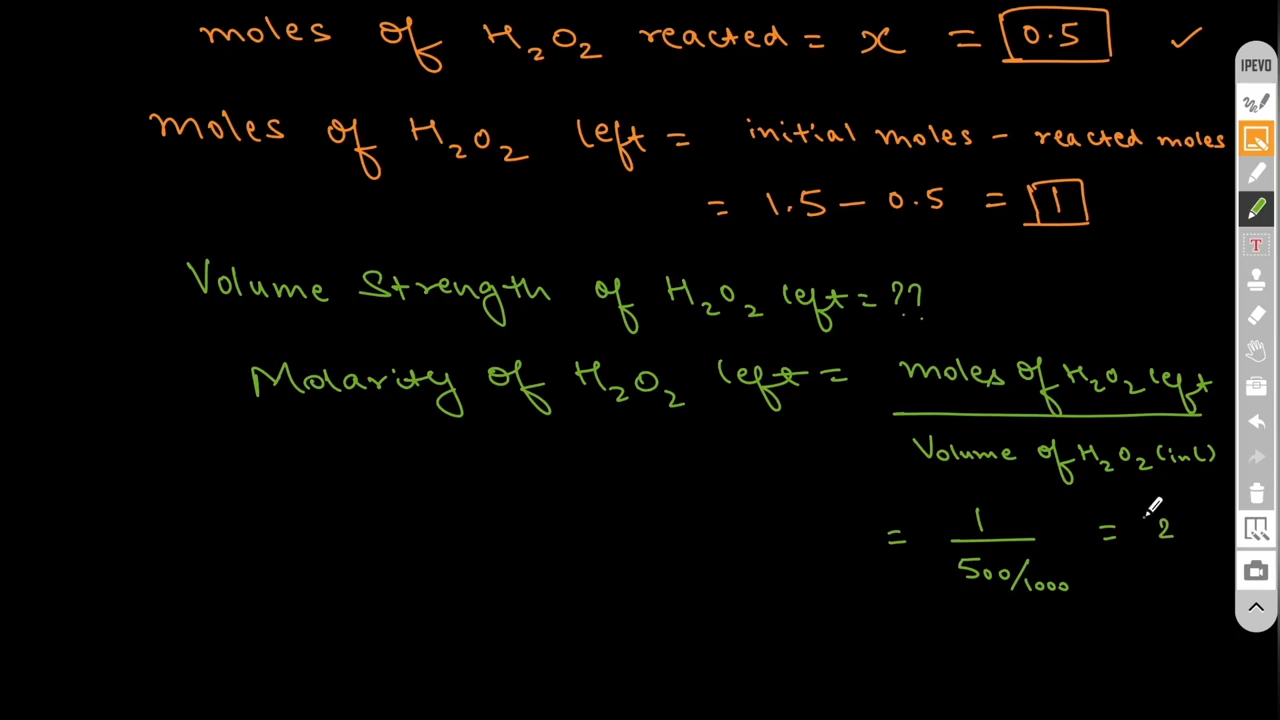 moles of H₂O₂ reacted = x = 0.5 ✓
IPEVO
moles of H₂O₂ left = initial moles - reacted moles
= 1.5 - 0.5 = 1
T
Volume Strength of H₂O₂ left = ??
Molarity of H₂O₂ left = moles of H₂O₂ left
Volume of H₂O₂ (in L)
= 1 = 2
500/1000